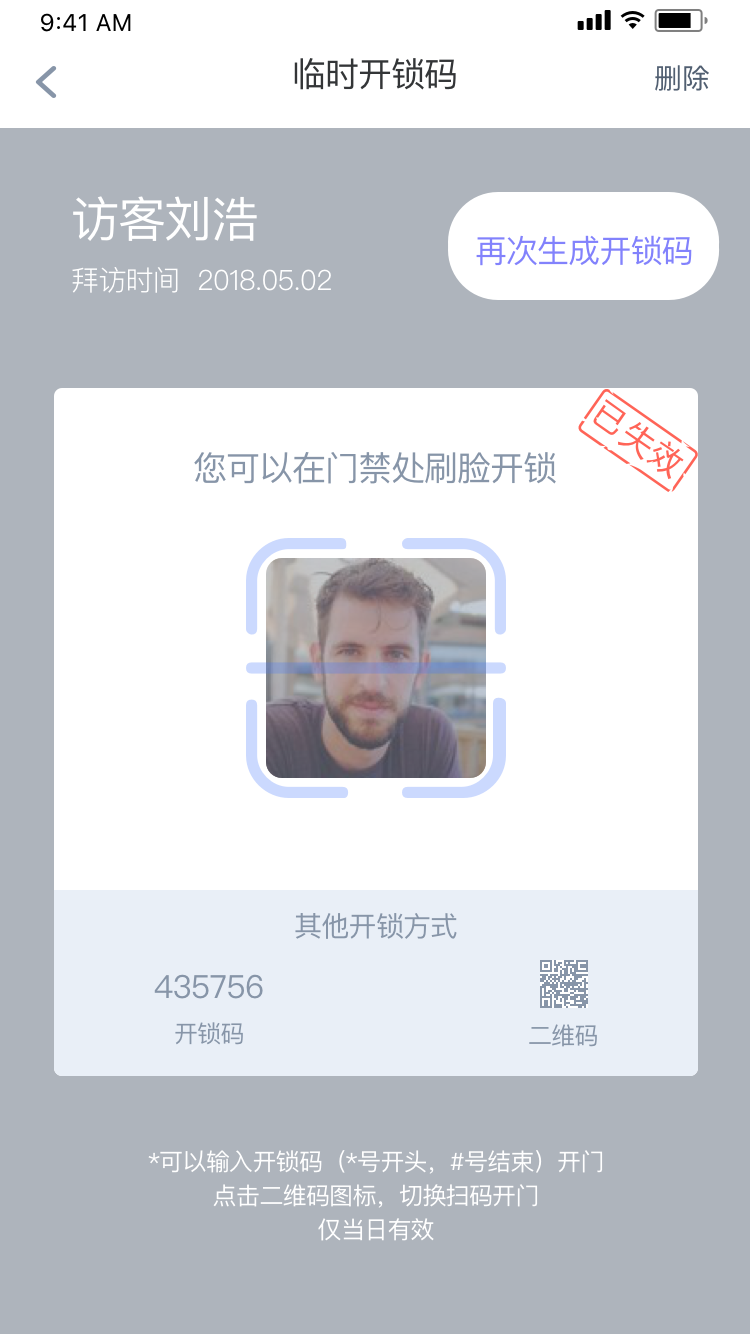 9:41 AM
临时开锁码
删除
访客刘浩
拜访时间 2018.05.02
再次生成开锁码
已失效
您可以在门禁处刷脸开锁
其他开锁方式
435756
开锁码
二维码
*可以输入开锁码（*号开头，#号结束）开门
点击二维码图标，切换扫码开门
仅当日有效